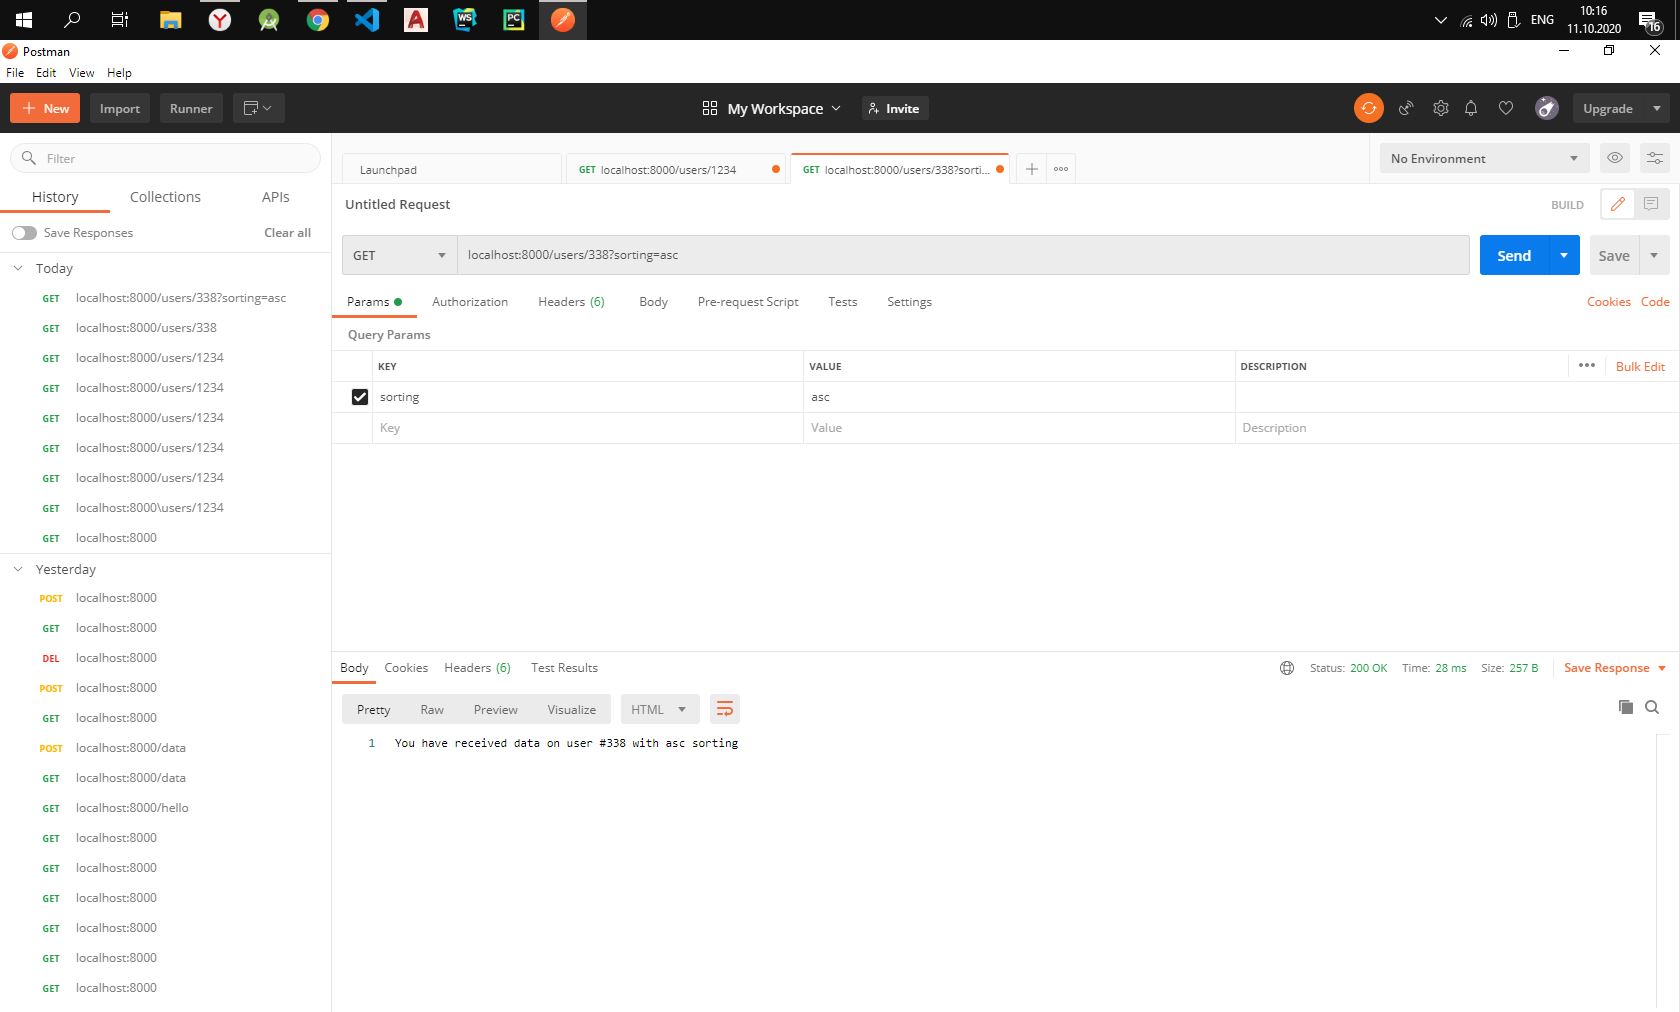 ENG
10:16
11.10.2020
16
WS
PC
Postman
File Edit View Help
New Import Runner
My Workspace
Invite
Upgrade
Filter
History Collections APIs
Save Responses Clear all
Today
GET localhost:8000/users/338?sorting=asc
GET localhost:8000/users/338
GET localhost:8000/users/1234
GET localhost:8000/users/1234
GET localhost:8000/users/1234
GET localhost:8000/users/1234
GET localhost:8000/users/1234
GET localhost:8000\users/1234
GET localhost:8000
Yesterday
POST localhost:8000
GET localhost:8000
DEL localhost:8000
POST localhost:8000
GET localhost:8000
POST localhost:8000/data
GET localhost:8000/data
GET localhost:8000/hello
GET localhost:8000
GET localhost:8000
GET localhost:8000
GET localhost:8000
GET localhost:8000
GET localhost:8000
Launchpad
GET localhost:8000/users/1234
GET localhost:8000/users/338?sorti...
No Environment
Untitled Request
BUILD
GET localhost:8000/users/338?sorting=asc
Send Save
Params Authorization Headers (6) Body Pre-request Script Tests Settings Cookies Code
Query Params
KEY VALUE DESCRIPTION Bulk Edit
sorting asc
Key Value Description
Body Cookies Headers (6) Test Results Status: 200 OK Time: 28 ms Size: 257 B Save Response
Pretty Raw Preview Visualize HTML
1 You have received data on user #338 with asc sorting